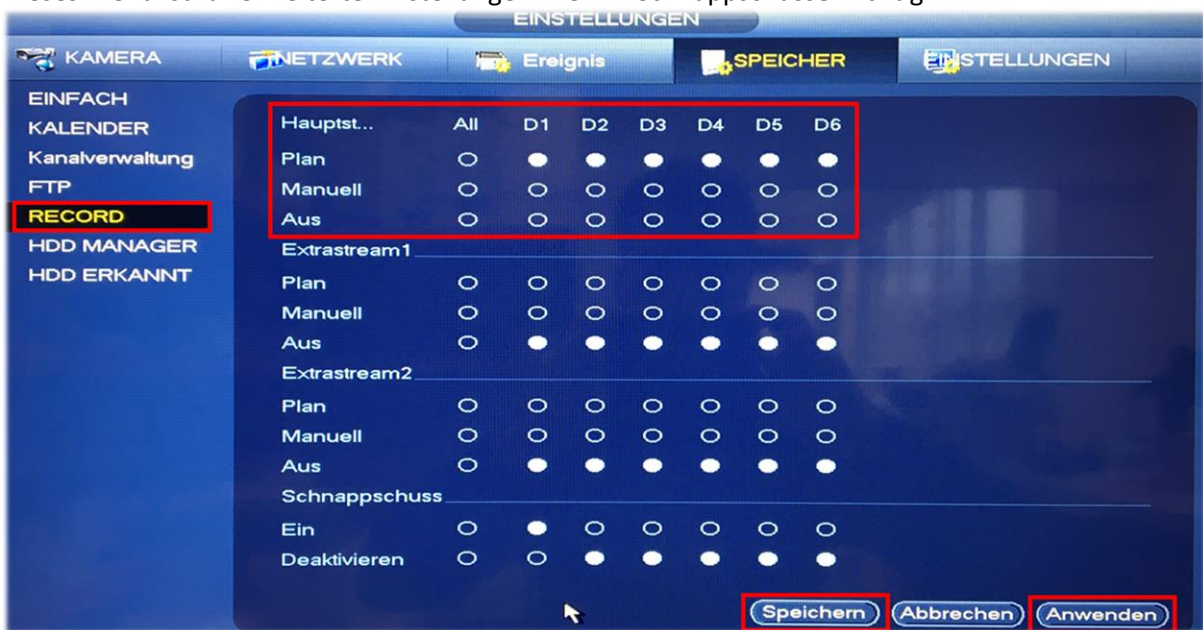 EINSTELLUNGEN
KAMERA NETZWERK Ereignis SPEICHER EINSTELLUNGEN
EINFACH
KALENDER
Kanalverwaltung
FTP
RECORD
HDD MANAGER
HDD ERKANNT
Hauptst... All D1 D2 D3 D4 D5 D6
Plan
Manuell
Aus
Extrastream1
Plan
Manuell
Aus
Extrastream2
Plan
Manuell
Aus
Schnappschuss
Ein
Deaktivieren
Speichern Abbrechen Anwenden